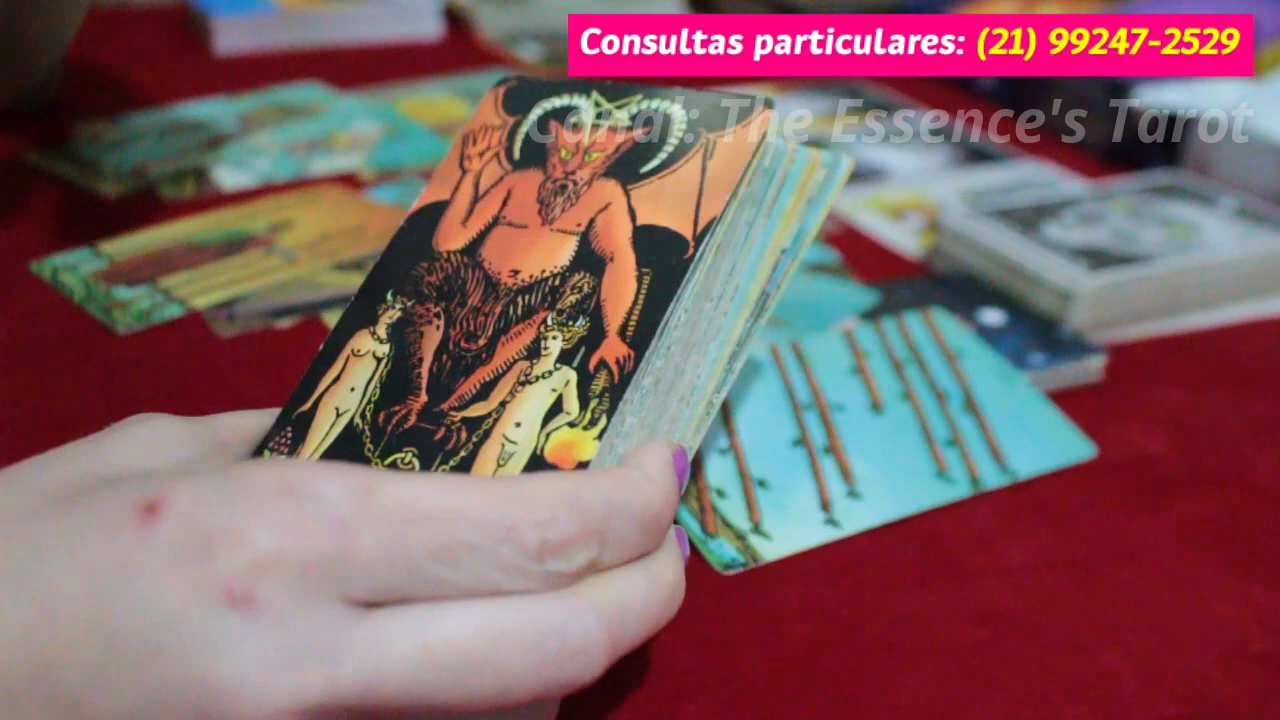 Consultas particulares: (21) 99247-2529
Canal: The Essence's Tarot